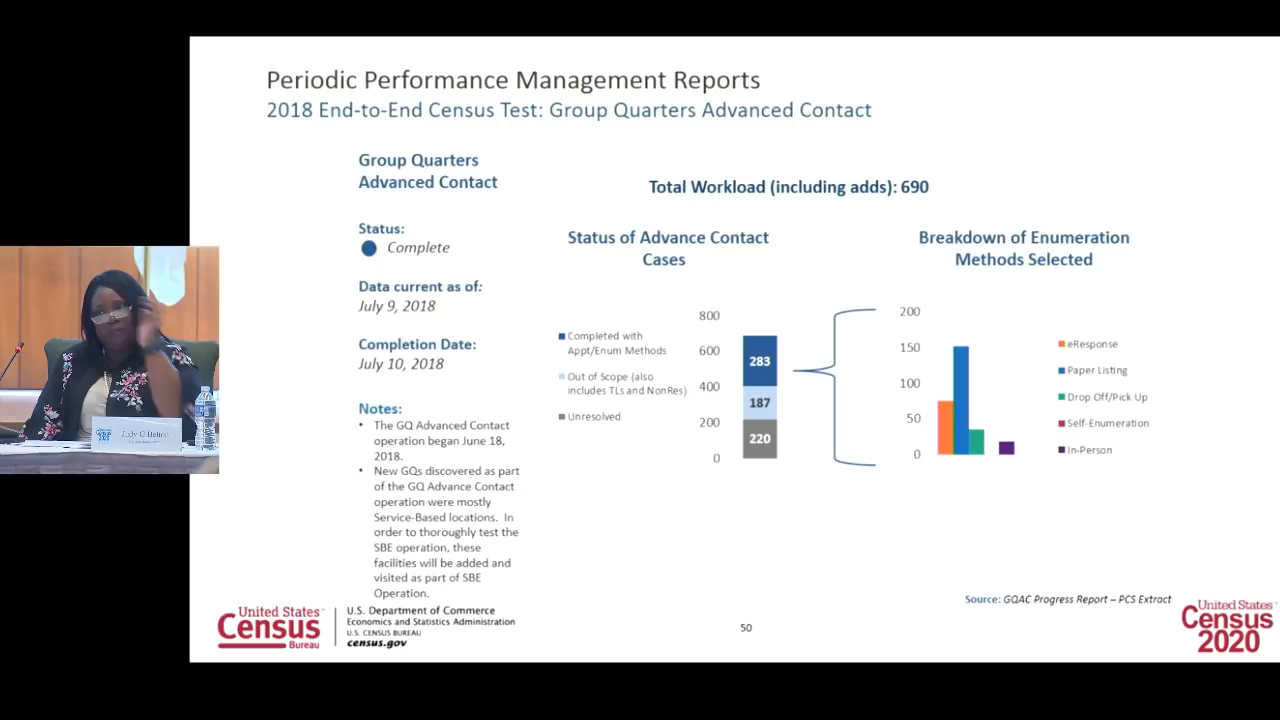 Periodic Performance Management Reports
2018 End-to-End Census Test: Group Quarters Advanced Contact
Group Quarters
Advanced Contact
Status:
Complete
Data current as of:
July 9, 2018
Completion Date:
July 10, 2018
Notes:
• The GQ Advanced Contact
operation began June 18,
2018.
• New GQs discovered as part
of the GQ Advance Contact
operation were mostly
Service-Based locations. In
order to thoroughly test the
SBE operation, these
facilities will be added and
visited as part of SBE
Operation.
Total Workload (including adds): 690
Status of Advance Contact
Cases
Completed with
Appt/Enum Methods
Out of Scope (also
includes TLs and NonRes)
Unresolved
800
600
400
200
0
283
187
220
Breakdown of Enumeration
Methods Selected
200
150
100
50
0
eResponse
Paper Listing
Drop Off/Pick Up
Self-Enumeration
In-Person
Source: GQAC Progress Report – PCS Extract
United States
Census
Bureau
U.S. Department of Commerce
Economics and Statistics Administration
U.S. CENSUS BUREAU
census.gov
50
United States
Census
2020
Judy G Belton